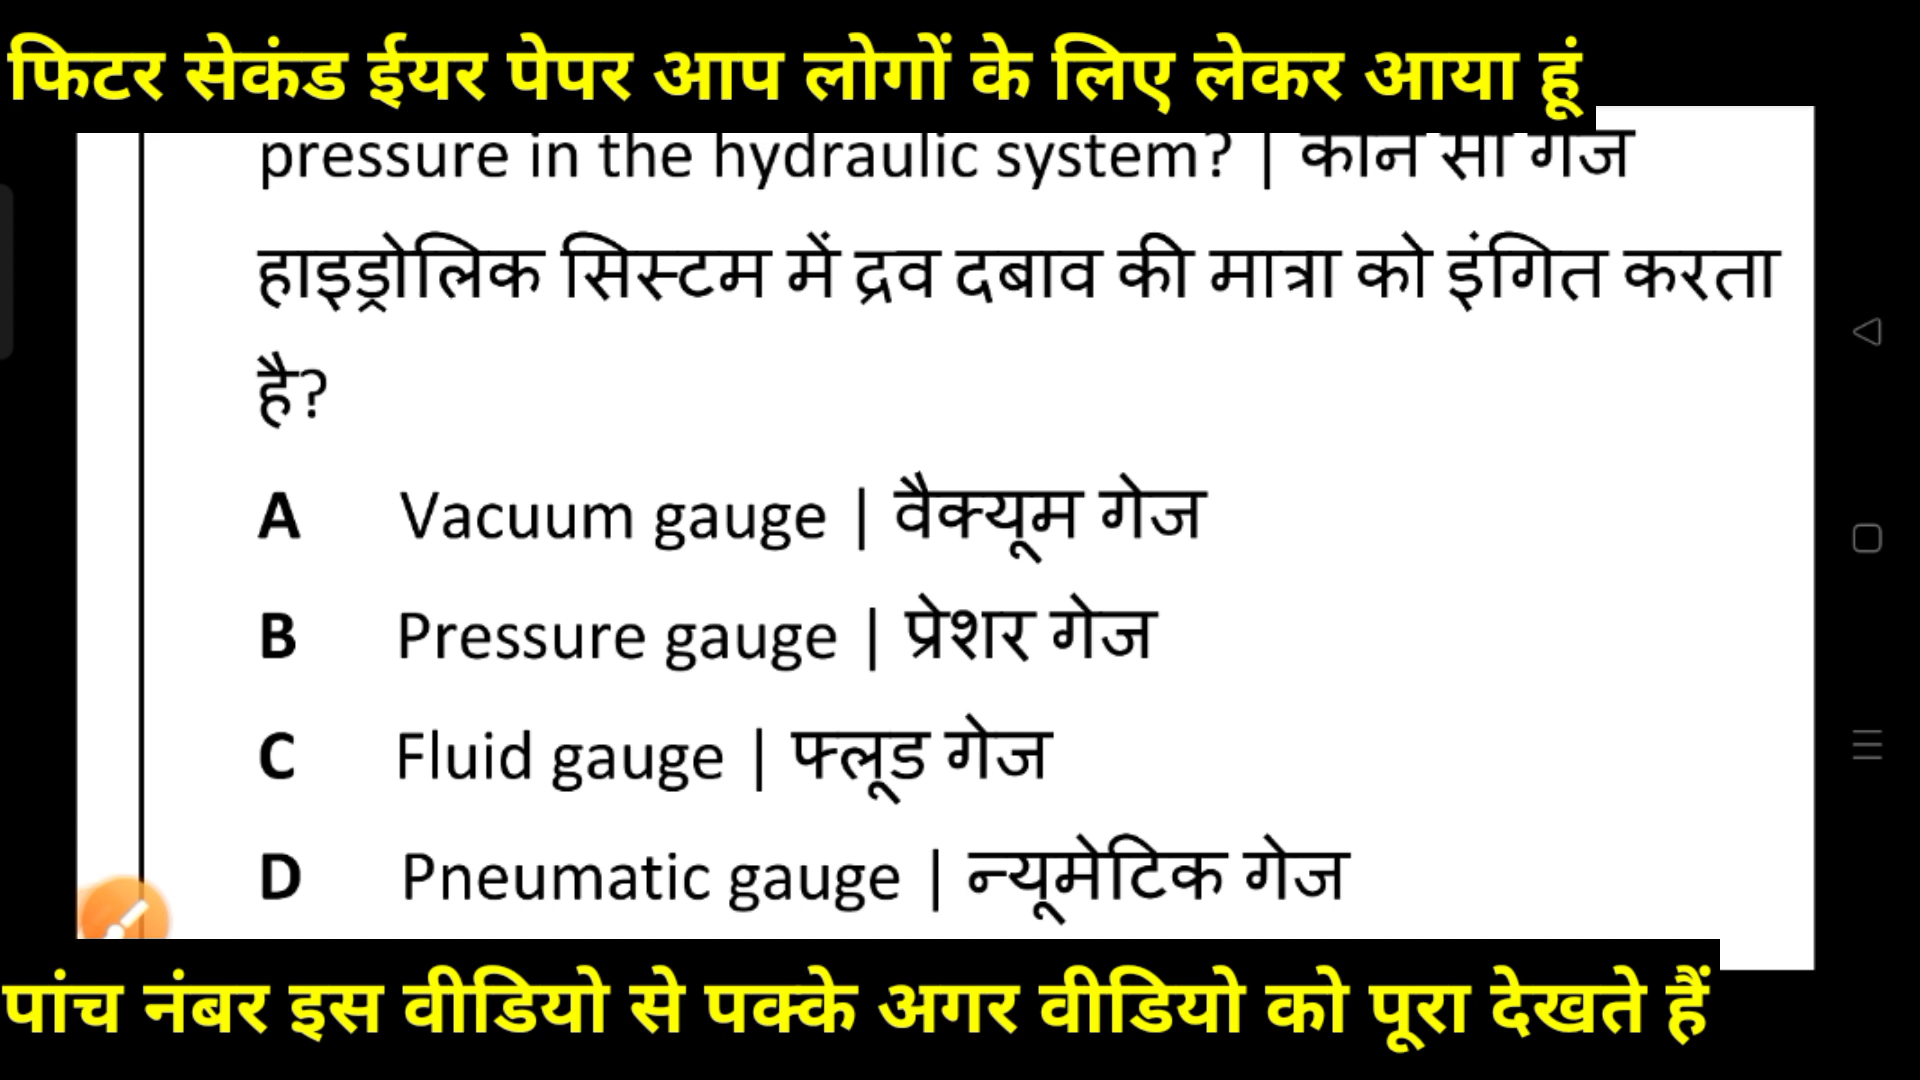 फिटर सेकंड ईयर पेपर आप लोगों के लिए लेकर आया हूं
pressure in the hydraulic system? | कौन सा गेज
हाइड्रोलिक सिस्टम में द्रव दबाव की मात्रा को इंगित करता
है?
A Vacuum gauge | वैक्यूम गेज
B Pressure gauge | प्रेशर गेज
C Fluid gauge | फ्लूड गेज
D Pneumatic gauge | न्यूमेटिक गेज
पांच नंबर इस वीडियो से पक्के अगर वीडियो को पूरा देखते हैं